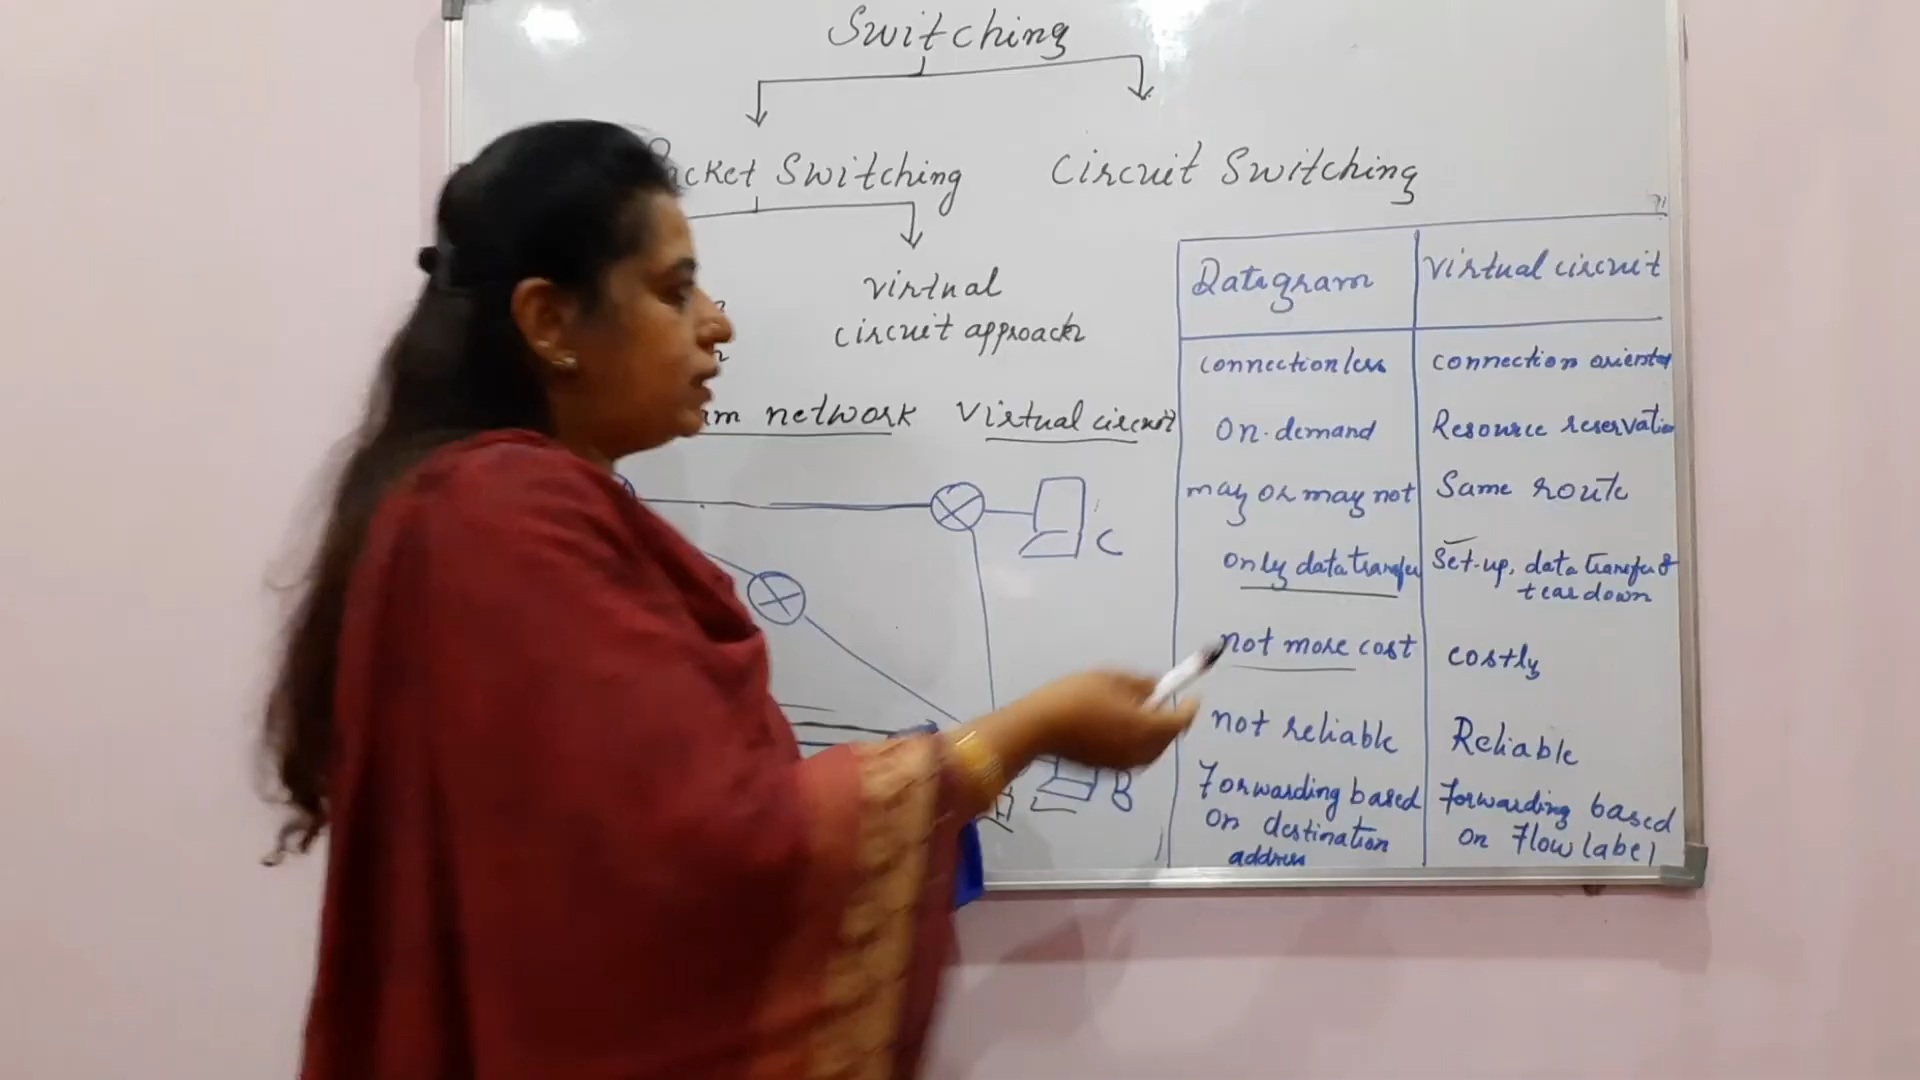 Switching
Packet Switching
Circuit Switching
virtual
circuit approach
network
Virtual circuit
C
B
Datagram
virtual circuit
connectionless
connection oriented
On-demand
Resource reservation
may or may not
Same route
only data transfer
Set-up, data transfer &
teardown
not more cost
costly
not reliable
Reliable
Forwarding based
on destination
address
Forwarding based
on Flow label